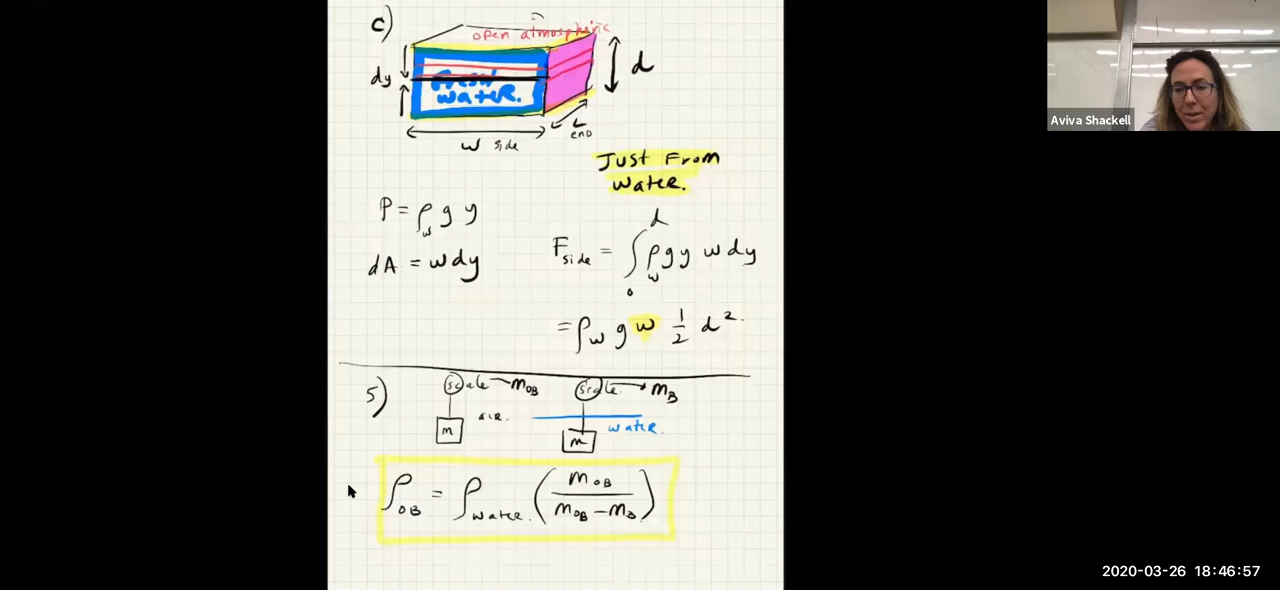 c)
open atmospheric
dy
Fresh
water.
d
L
END
w side
Just From
water.
P = ρw g y
dA = w dy
F side = ∫₀ᵈ ρw g y w dy
= ρw g w 1/2 d².
5)
scale → mOB
scale. → mB
m
AIR.
water.
m
ρOB = ρwater. (mOB / (mOB − mB))
Aviva Shackell
2020-03-26 18:46:57